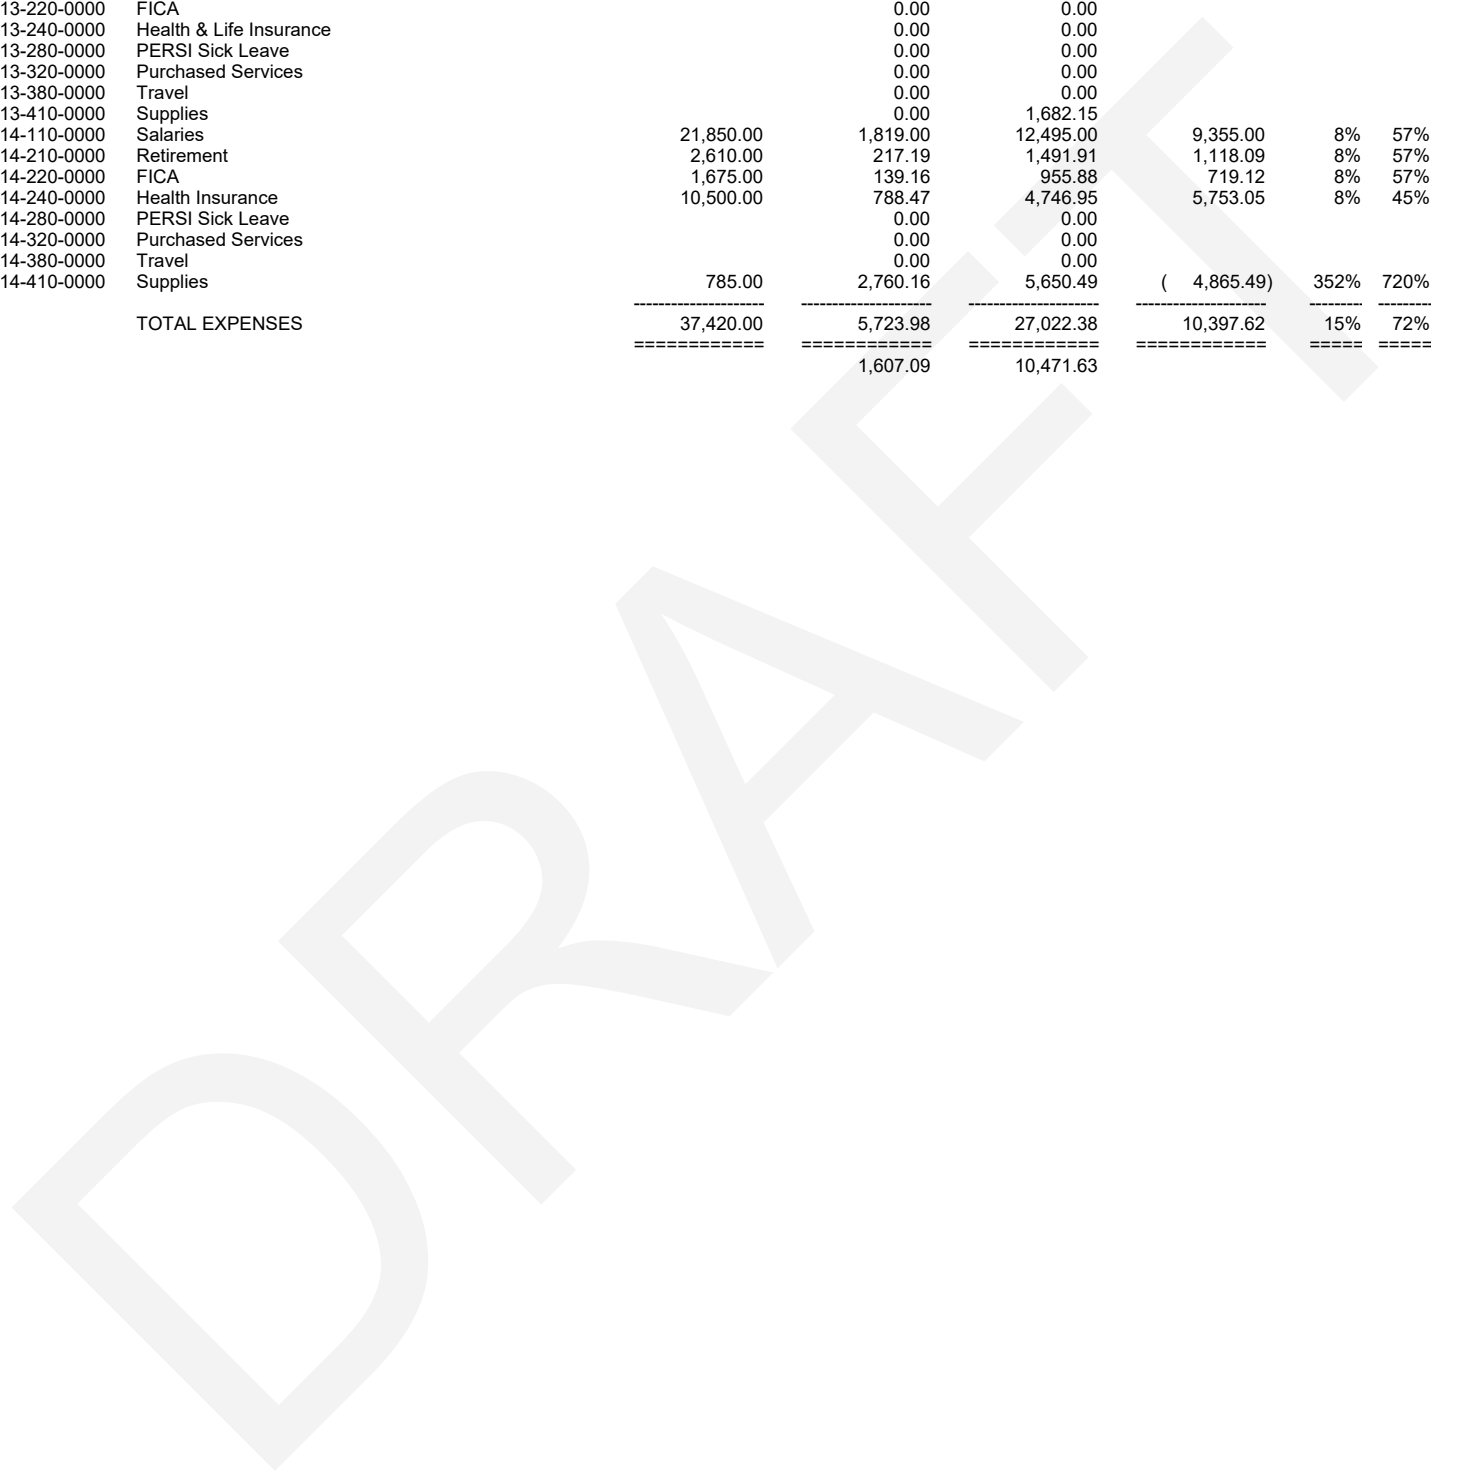 13-220-0000 FICA 0.00 0.00
13-240-0000 Health & Life Insurance 0.00 0.00
13-280-0000 PERSI Sick Leave 0.00 0.00
13-320-0000 Purchased Services 0.00 0.00
13-380-0000 Travel 0.00 0.00
13-410-0000 Supplies 0.00 1,682.15
14-110-0000 Salaries 21,850.00 1,819.00 12,495.00 9,355.00 8% 57%
14-210-0000 Retirement 2,610.00 217.19 1,491.91 1,118.09 8% 57%
14-220-0000 FICA 1,675.00 139.16 955.88 719.12 8% 57%
14-240-0000 Health Insurance 10,500.00 788.47 4,746.95 5,753.05 8% 45%
14-280-0000 PERSI Sick Leave 0.00 0.00
14-320-0000 Purchased Services 0.00 0.00
14-380-0000 Travel 0.00 0.00
14-410-0000 Supplies 785.00 2,760.16 5,650.49 ( 4,865.49) 352% 720%
--------------------- --------------------- --------------------- --------------------- -------- --------
TOTAL EXPENSES 37,420.00 5,723.98 27,022.38 10,397.62 15% 72%
============ ============ ============ ============ ===== =====
1,607.09 10,471.63
DRAFT